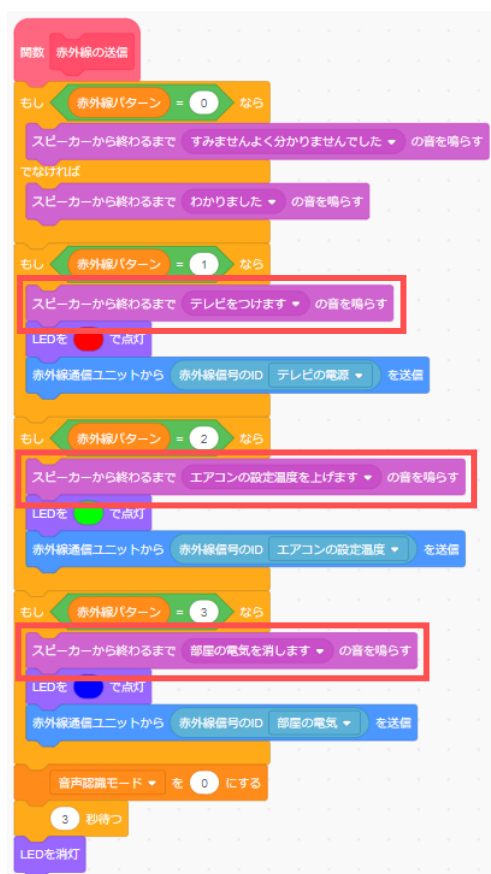 関数 赤外線の送信
もし 赤外線パターン = 0 なら
スピーカーから終わるまで すみませんよく分かりませんでした の音を鳴らす
でなければ
スピーカーから終わるまで わかりました の音を鳴らす
もし 赤外線パターン = 1 なら
スピーカーから終わるまで テレビをつけます の音を鳴らす
LEDを で点灯
赤外線通信ユニットから 赤外線信号のID テレビの電源 を送信
もし 赤外線パターン = 2 なら
スピーカーから終わるまで エアコンの設定温度を上げます の音を鳴らす
LEDを で点灯
赤外線通信ユニットから 赤外線信号のID エアコンの設定温度 を送信
もし 赤外線パターン = 3 なら
スピーカーから終わるまで 部屋の電気を消します の音を鳴らす
LEDを で点灯
赤外線通信ユニットから 赤外線信号のID 部屋の電気 を送信
音声認識モード を 0 にする
3 秒待つ
LEDを消灯